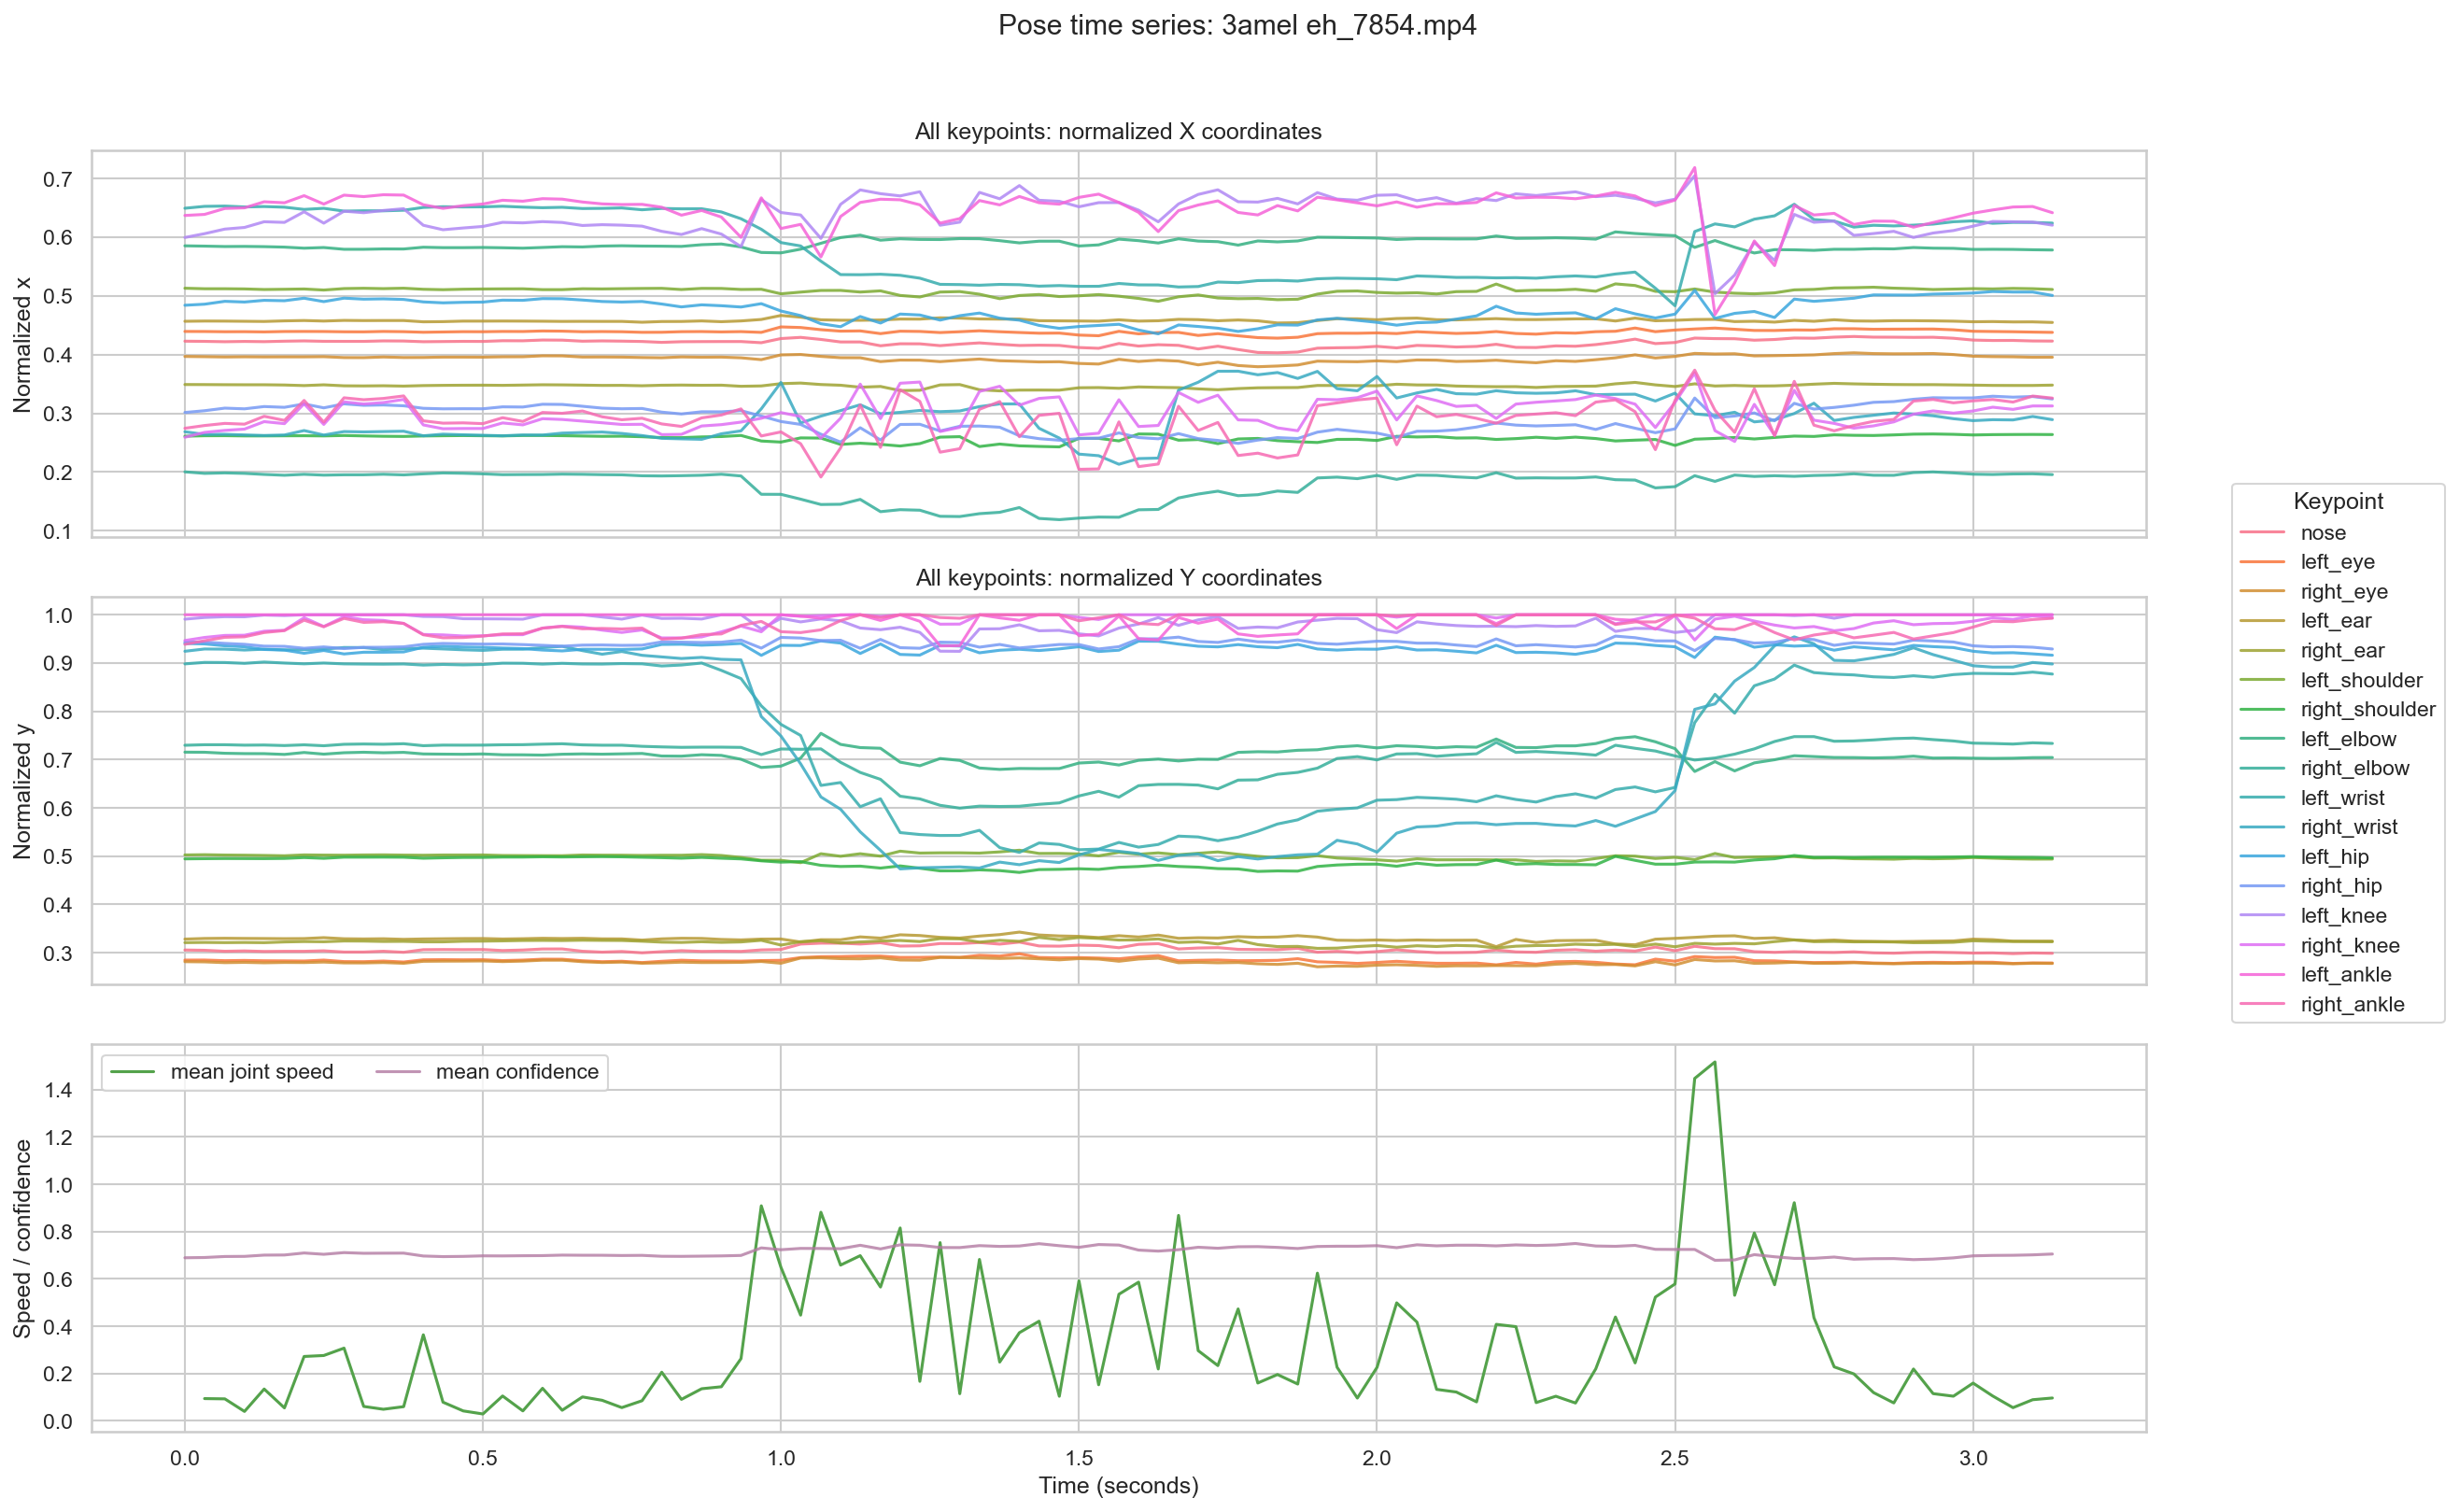 Pose time series: 3amel eh_7854.mp4
All keypoints: normalized X coordinates
Normalized x
0.7
0.6
0.5
0.4
0.3
0.2
0.1
All keypoints: normalized Y coordinates
Normalized y
1.0
0.9
0.8
0.7
0.6
0.5
0.4
0.3
Keypoint
nose
left_eye
right_eye
left_ear
right_ear
left_shoulder
right_shoulder
left_elbow
right_elbow
left_wrist
right_wrist
left_hip
right_hip
left_knee
right_knee
left_ankle
right_ankle
mean joint speed
mean confidence
Speed / confidence
1.4
1.2
1.0
0.8
0.6
0.4
0.2
0.0
0.0 0.5 1.0 1.5 2.0 2.5 3.0
Time (seconds)